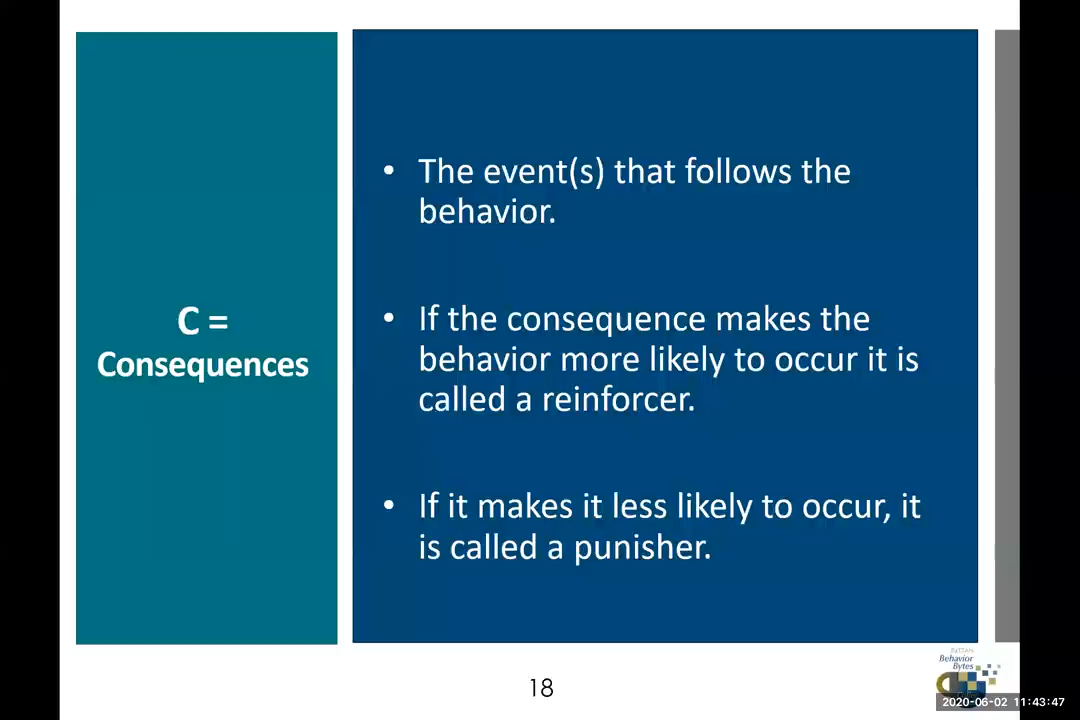 C =
Consequences
• The event(s) that follows the
behavior.
• If the consequence makes the
behavior more likely to occur it is
called a reinforcer.
• If it makes it less likely to occur, it
is called a punisher.
18
PaTTAN
Behavior
Bytes
2020-06-02 11:43:47